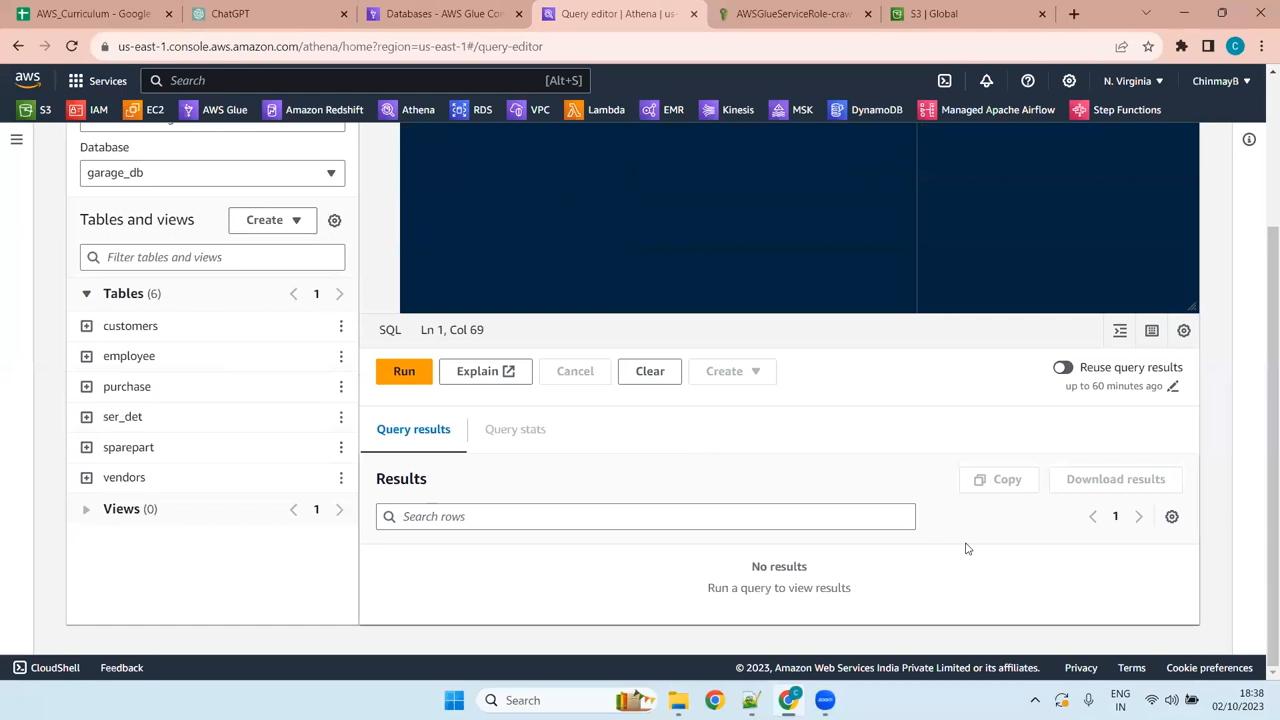 AWS_Curriculum - Google
ChatGPT
Databases - AWS Glue Co
Query editor | Athena | us-
AWSGlueServiceRole-craw
S3 | Global
us-east-1.console.aws.amazon.com/athena/home?region=us-east-1#/query-editor
C
aws
Services
Search
[Alt+S]
N. Virginia
ChinmayB
S3
IAM
EC2
AWS Glue
Amazon Redshift
Athena
RDS
VPC
Lambda
EMR
Kinesis
MSK
DynamoDB
Managed Apache Airflow
Step Functions
Database
garage_db
Tables and views
Create
Filter tables and views
Tables (6)
1
customers
employee
purchase
ser_det
sparepart
vendors
Views (0)
1
SQL
Ln 1, Col 69
Run
Explain
Cancel
Clear
Create
Reuse query results
up to 60 minutes ago
Query results
Query stats
Results
Copy
Download results
Search rows
1
No results
Run a query to view results
CloudShell
Feedback
© 2023, Amazon Web Services India Private Limited or its affiliates.
Privacy
Terms
Cookie preferences
Search
ENG
IN
18:38
02/10/2023